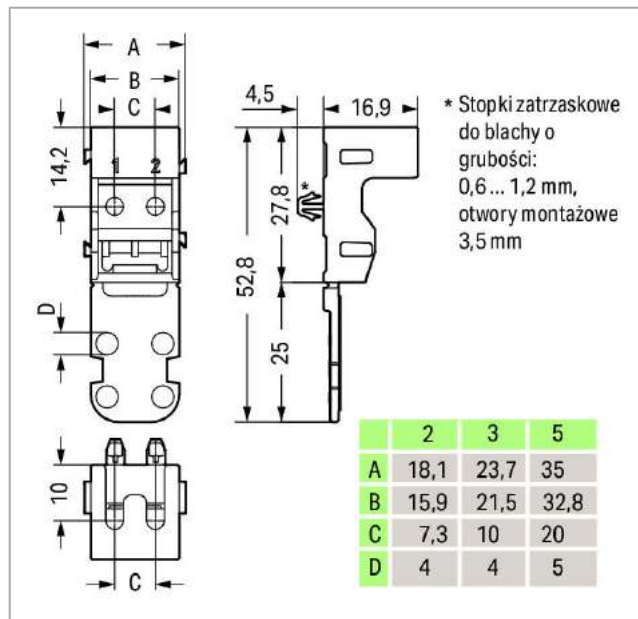 A
B
C
14,2
1 2
D
10
C
4,5 16,9
*
27,8
52,8
25
* Stopki zatrzaskowe
do blachy o
grubości:
0,6 ... 1,2 mm,
otwory montażowe
3,5 mm
2 3 5
A 18,1 23,7 35
B 15,9 21,5 32,8
C 7,3 10 20
D 4 4 5